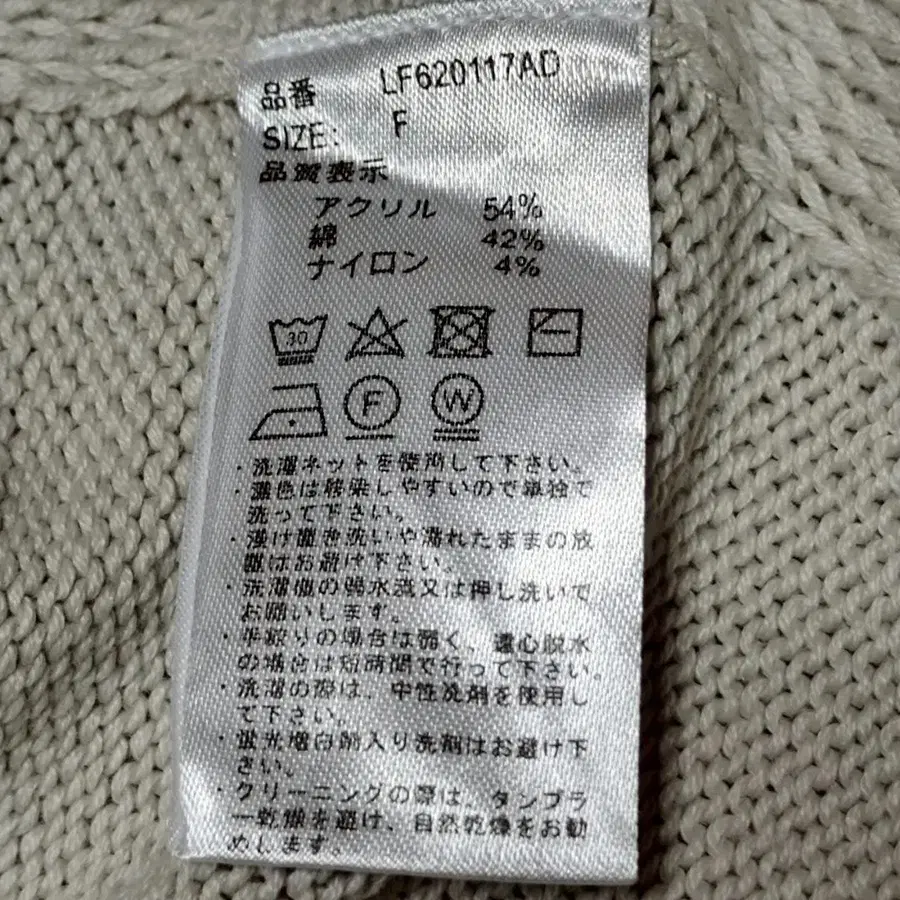 品番 LF620117AD
SIZE: F
品質表示
アクリル 54%
綿 42%
ナイロン 4%
30
F W
・洗濯ネットを使用して下さい。
・濃色は移染しやすいので単独で
洗って下さい。
・浸け置き洗いや濡れたままの放
置はお避け下さい。
・洗濯機の弱水流又は押し洗いで
お願いします。
・手絞りの場合は弱く、遠心脱水
の場合は短時間で行って下さい。
・洗濯の際は、中性洗剤を使用し
て下さい。
・蛍光増白剤入り洗剤はお避け下
さい。
・クリーニングの際は、タンブラ
ー乾燥を避け、自然乾燥をお勧
めします。